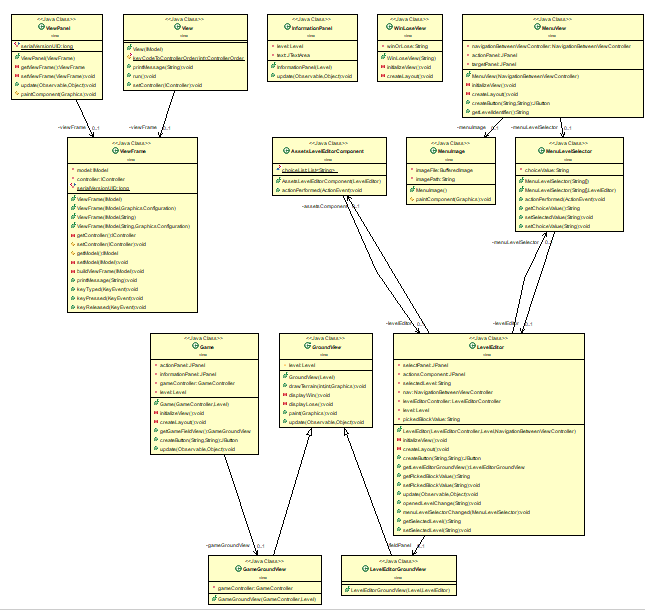 <<Java Class>>
ViewPanel
view
serialVersionUID: long
ViewPanel(ViewFrame)
getViewFrame():ViewFrame
setViewFrame(ViewFrame):void
update(Observable,Object):void
paintComponent(Graphics):void
<<Java Class>>
View
view
View(IModel)
keyCodeToControllerOrder(int):ControllerOrder
printMessage(String):void
run():void
setController(IController):void
<<Java Class>>
InformationPanel
view
level: Level
text: JTextArea
InformationPanel(Level)
update(Observable,Object):void
<<Java Class>>
WinLoseView
view
winOrLose: String
WinLoseView(String)
initializeView():void
createLayout():void
<<Java Class>>
MenuView
view
navigationBetweenViewController: NavigationBetweenViewController
actionPanel: JPanel
targetPanel: JPanel
MenuView(NavigationBetweenViewController)
initializeView():void
createLayout():void
createButton(String,String):JButton
getLevelIdentifier():String
-viewFrame 0..1
-viewFrame 0..1
-menuImage 0..1
-menuLevelSelector 0..1
<<Java Class>>
ViewFrame
view
model: IModel
controller: IController
serialVersionUID: long
ViewFrame(IModel)
ViewFrame(IModel,GraphicsConfiguration)
ViewFrame(IModel,String)
ViewFrame(IModel,String,GraphicsConfiguration)
getController():IController
setController(IController):void
getModel():IModel
setModel(IModel):void
buildViewFrame(IModel):void
printMessage(String):void
keyTyped(KeyEvent):void
keyPressed(KeyEvent):void
keyReleased(KeyEvent):void
<<Java Class>>
AssetsLevelEditorComponent
view
choiceList: List<String>
AssetsLevelEditorComponent(LevelEditor)
actionPerformed(ActionEvent):void
-assetsComponent 0..1
<<Java Class>>
MenuImage
view
imageFile: BufferedImage
imagePath: String
MenuImage()
paintComponent(Graphics):void
<<Java Class>>
MenuLevelSelector
view
choiceValue: String
MenuLevelSelector(String[])
MenuLevelSelector(String[],LevelEditor)
actionPerformed(ActionEvent):void
getChoiceValue():String
setSelectedValue(String):void
setChoiceValue(String):void
-menuLevelSelector 0..1
-levelEditor 0..1
-levelEditor 0..1
<<Java Class>>
Game
view
actionPanel: JPanel
informationPanel: JPanel
gameController: GameController
level: Level
Game(GameController,Level)
initializeView():void
createLayout():void
getGameFieldView():GameGroundView
createButton(String,String):JButton
update(Observable,Object):void
<<Java Class>>
GroundView
view
level: Level
GroundView(Level)
drawTerrain(int,int,Graphics):void
displayWin():void
displayLose():void
paint(Graphics):void
update(Observable,Object):void
<<Java Class>>
LevelEditor
view
selectPanel: JPanel
actionsComponent: JPanel
selectedLevel: String
nav: NavigationBetweenViewController
levelEditorController: LevelEditorController
level: Level
pickedBlockValue: String
LevelEditor(LevelEditorController,Level,NavigationBetweenViewController)
initializeView():void
createLayout():void
createButton(String,String):JButton
getLevelEditorGroundView():LevelEditorGroundView
getPickedBlockValue():String
setPickedBlockValue(String):void
update(Observable,Object):void
openedLevelChange(String):void
menuLevelSelectorChanged(MenuLevelSelector):void
getSelectedLevel():String
setSelectedLevel(String):void
-gameGroundView 0..1
-fieldPanel 0..1
<<Java Class>>
GameGroundView
view
gameController: GameController
GameGroundView(GameController,Level)
<<Java Class>>
LevelEditorGroundView
view
LevelEditorGroundView(Level,LevelEditor)